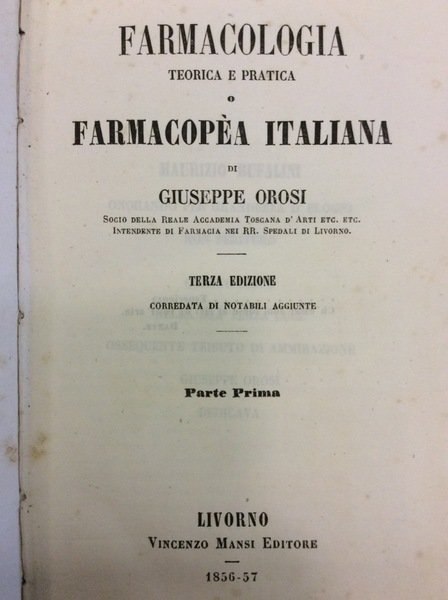 FARMACOLOGIA
TEORICA E PRATICA
O
FARMACOPÈA ITALIANA
DI
GIUSEPPE OROSI
SOCIO DELLA REALE ACCADEMIA TOSCANA D' ARTI ETC. ETC.
INTENDENTE DI FARMACIA NEI RR. SPEDALI DI LIVORNO.
TERZA EDIZIONE
CORREDATA DI NOTABILI AGGIUNTE
Parte Prima
LIVORNO
VINCENZO MANSI EDITORE
1856-57